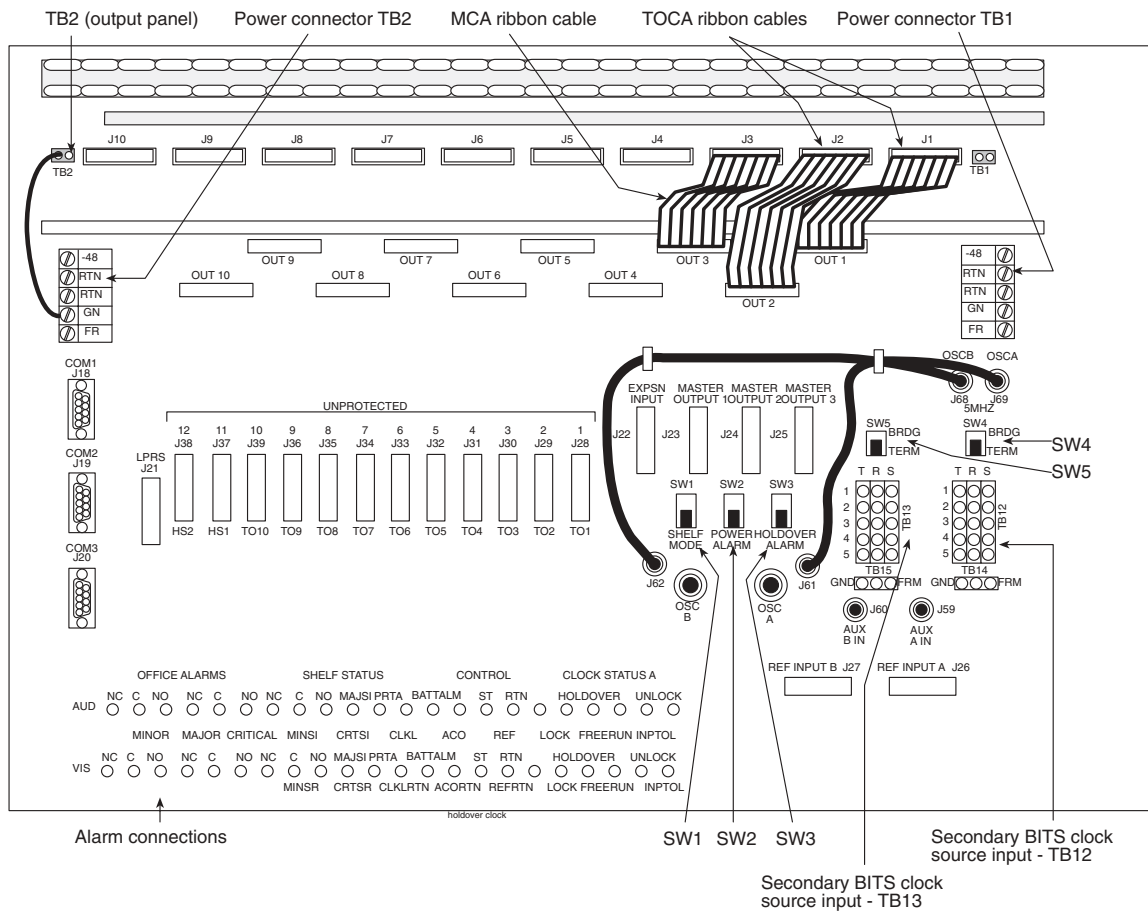 TB2 (output panel) Power connector TB2 MCA ribbon cable TOCA ribbon cables Power connector TB1
J10 J9 J8 J7 J6 J5 J4 J3 J2 J1
TB2 TB1
OUT 9 OUT 7 OUT 5 OUT 3 OUT 1
OUT 10 OUT 8 OUT 6 OUT 4 OUT 2
-48
RTN
RTN
GN
FR
-48
RTN
RTN
GN
FR
COM1
J18
COM2
J19
COM3
J20
UNPROTECTED
12 11 10 9 8 7 6 5 4 3 2 1
J38 J37 J39 J36 J35 J34 J33 J32 J31 J30 J29 J28
LPRS
J21
HS2 HS1 TO10 TO9 TO8 TO7 TO6 TO5 TO4 TO3 TO2 TO1
EXPSN INPUT
MASTER OUTPUT 1
MASTER OUTPUT 2
MASTER OUTPUT 3
J22 J23 J24 J25
SW1 SW2 SW3
SHELF MODE
POWER ALARM
HOLDOVER ALARM
J62 J61
OSC B
OSC A
OSCB OSCA
J68 J69
5MHZ
SW5 BRDG TERM
SW4 BRDG TERM
SW4
SW5
T R S
1
2
3
4
5
TB13
T R S
1
2
3
4
5
TB12
TB15
GND FRM
TB14
GND FRM
J60
AUX B IN
J59
AUX A IN
REF INPUT B J27
REF INPUT A J26
OFFICE ALARMS SHELF STATUS CONTROL CLOCK STATUS A
NC C NO NC C NO NC C NO MAJSI PRTA BATTALM ST RTN HOLDOVER UNLOCK
AUD
MINOR MAJOR CRITICAL MINSI CRTSI CLKL ACO REF LOCK FREERUN INPTOL
NC C NO NC C NO NC C NO MAJSI PRTA BATTALM ST RTN HOLDOVER UNLOCK
VIS
MINSR CRTSR CLKLRTN ACORTN REFRTN LOCK FREERUN INPTOL
holdover clock
Alarm connections SW1 SW2 SW3
Secondary BITS clock
source input - TB12
Secondary BITS clock
source input - TB13